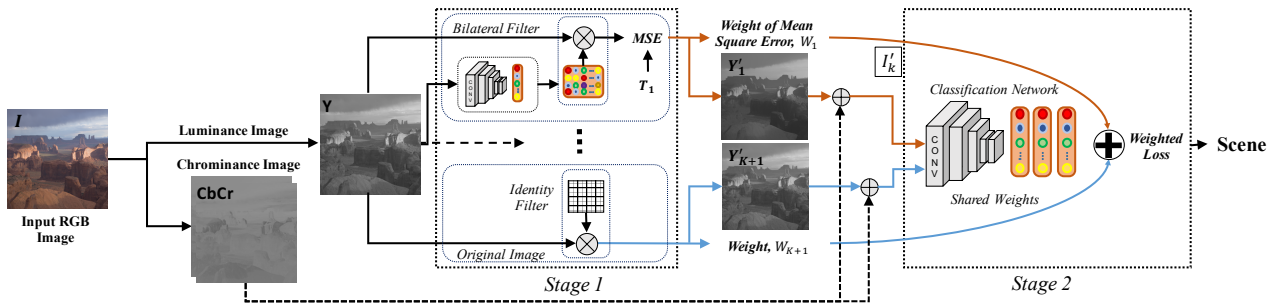 I
Input RGB
Image
Luminance Image
Chrominance Image
CbCr
Y
Bilateral Filter
CONV
MSE
T₁
Identity
Filter
Original Image
Stage 1
Weight of Mean
Square Error, W₁
Y′₁
Y′K+1
Weight, WK+1
I′k
Classification Network
CONV
Shared Weights
Weighted
Loss
Stage 2
Scene